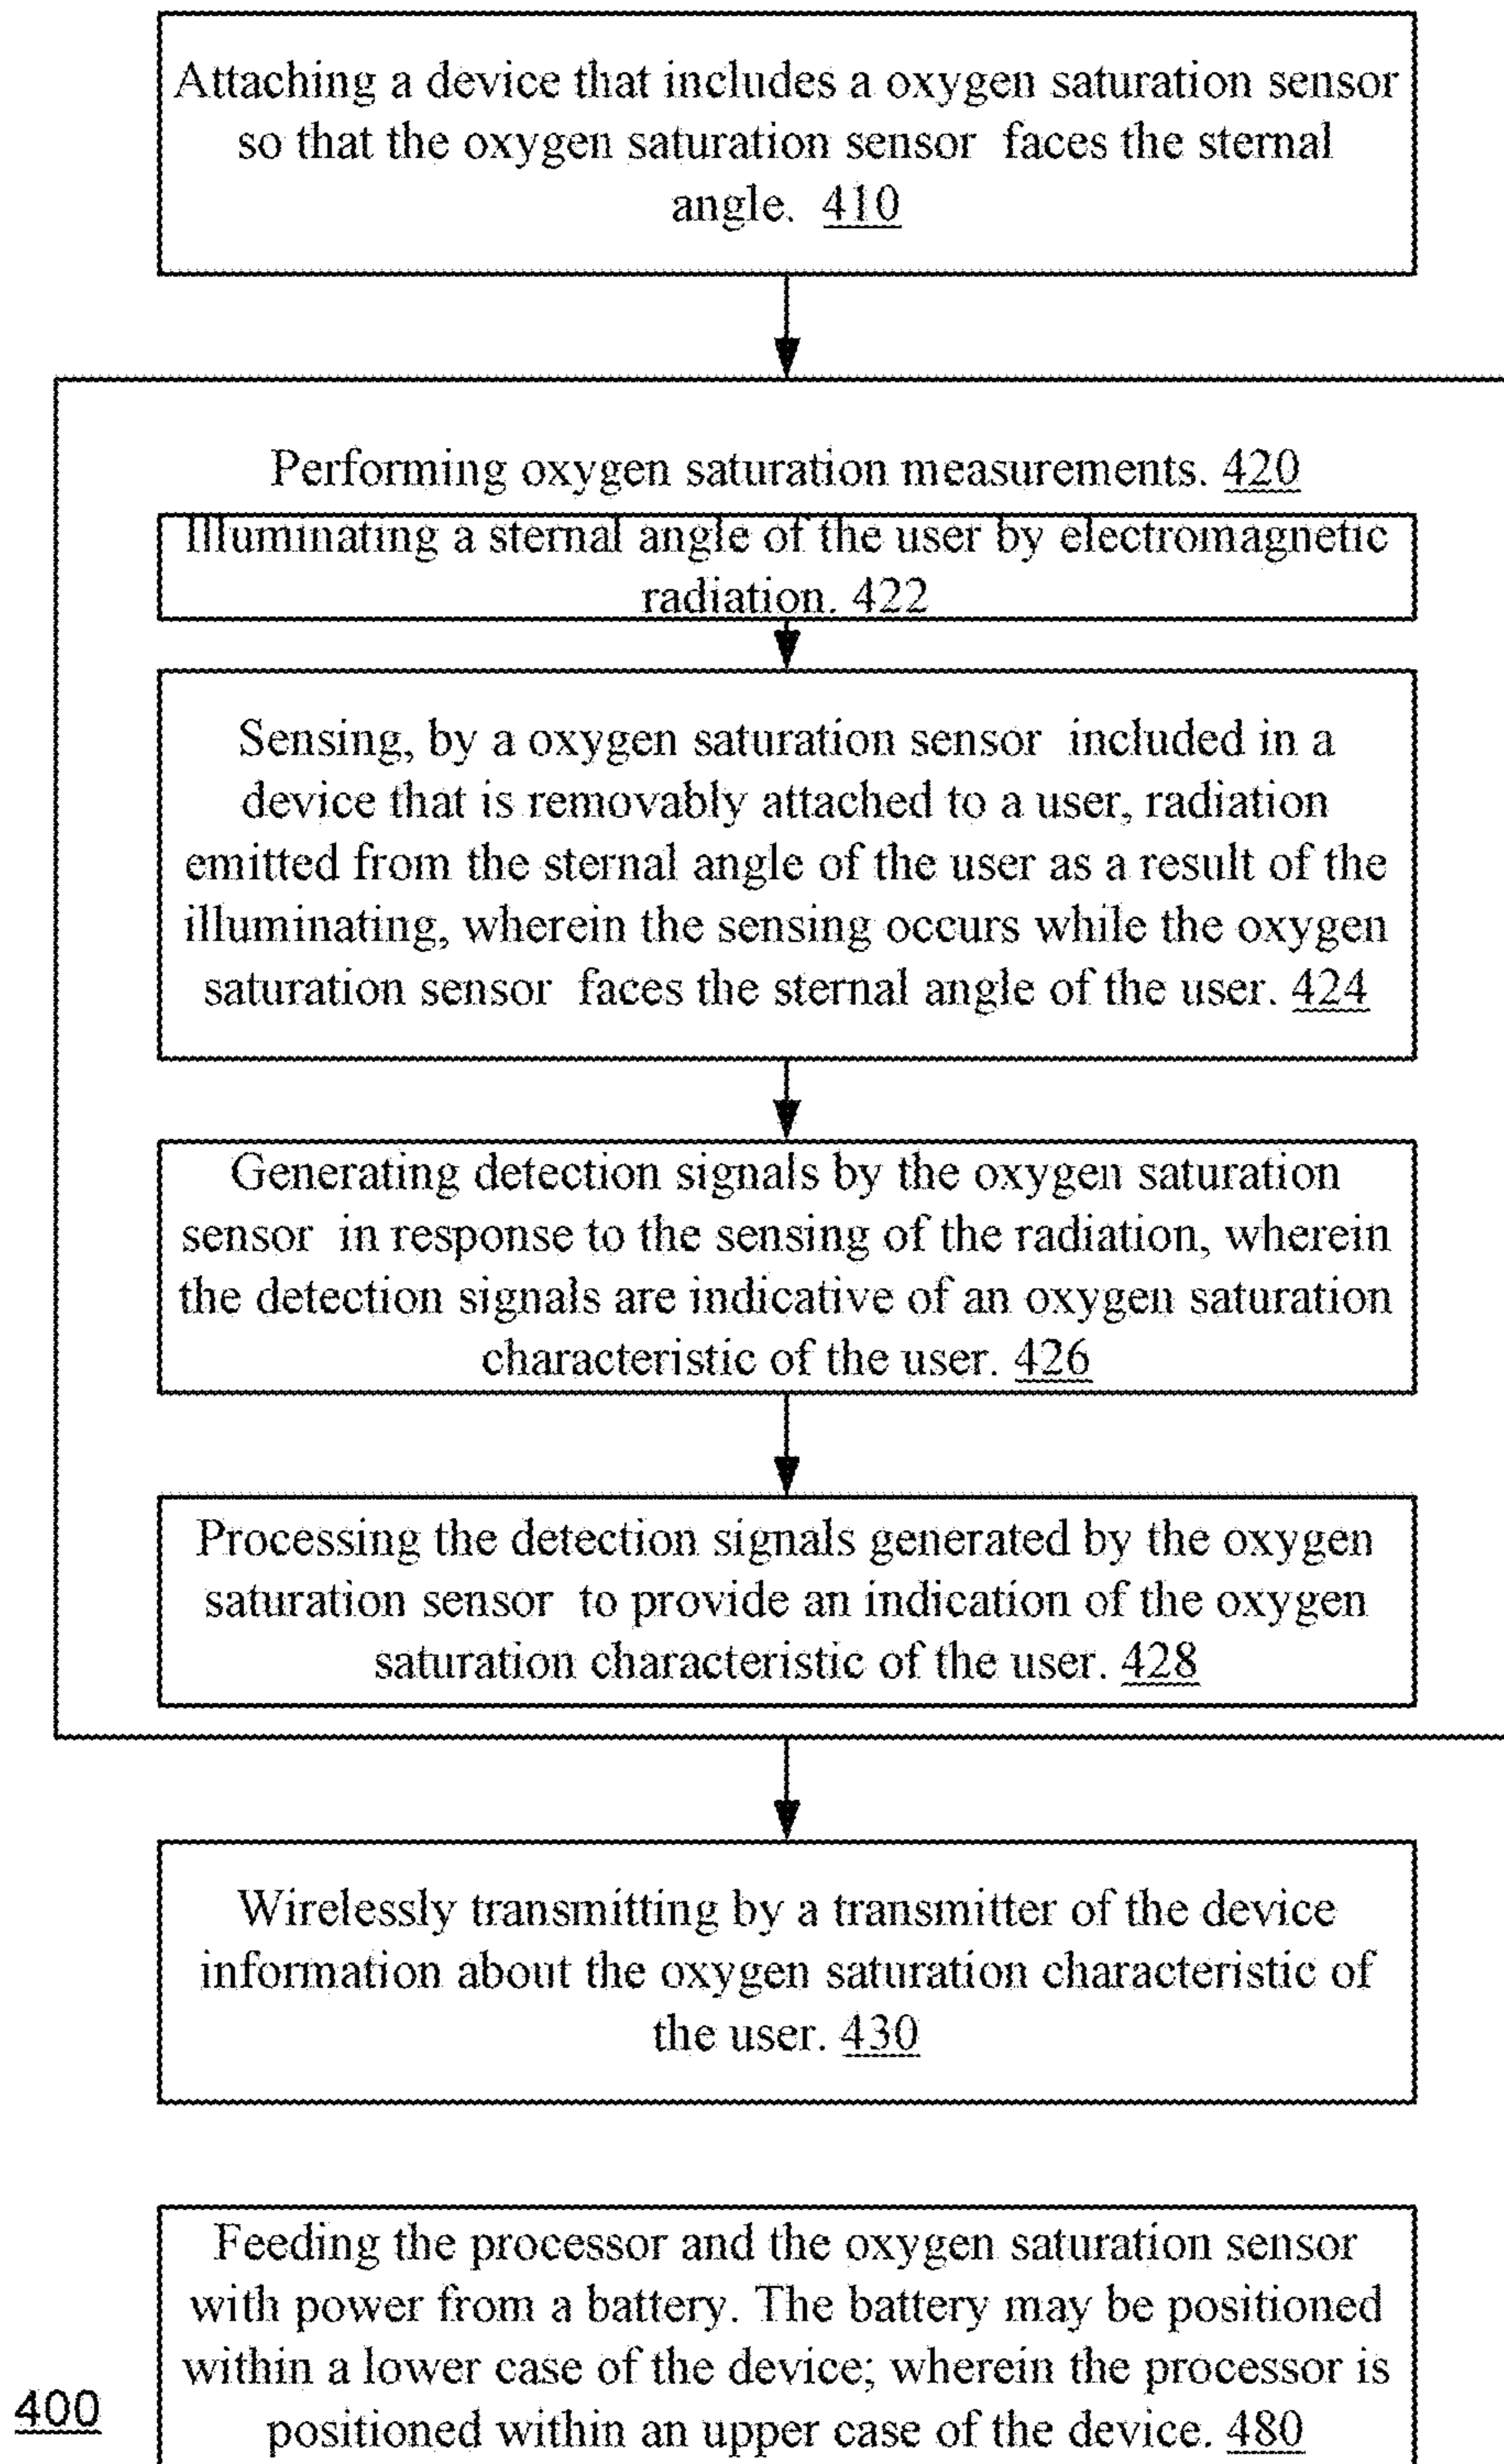 Attaching a device that includes a oxygen saturation sensor
so that the oxygen saturation sensor faces the sternal
angle. 410
Performing oxygen saturation measurements. 420
Illuminating a sternal angle of the user by electromagnetic
radiation. 422
Sensing, by a oxygen saturation sensor included in a
device that is removably attached to a user, radiation
emitted from the sternal angle of the user as a result of the
illuminating, wherein the sensing occurs while the oxygen
saturation sensor faces the sternal angle of the user. 424
Generating detection signals by the oxygen saturation
sensor in response to the sensing of the radiation, wherein
the detection signals are indicative of an oxygen saturation
characteristic of the user. 426
Processing the detection signals generated by the oxygen
saturation sensor to provide an indication of the oxygen
saturation characteristic of the user. 428
Wirelessly transmitting by a transmitter of the device
information about the oxygen saturation characteristic of
the user. 430
Feeding the processor and the oxygen saturation sensor
with power from a battery. The battery may be positioned
within a lower case of the device; wherein the processor is
positioned within an upper case of the device. 480
400